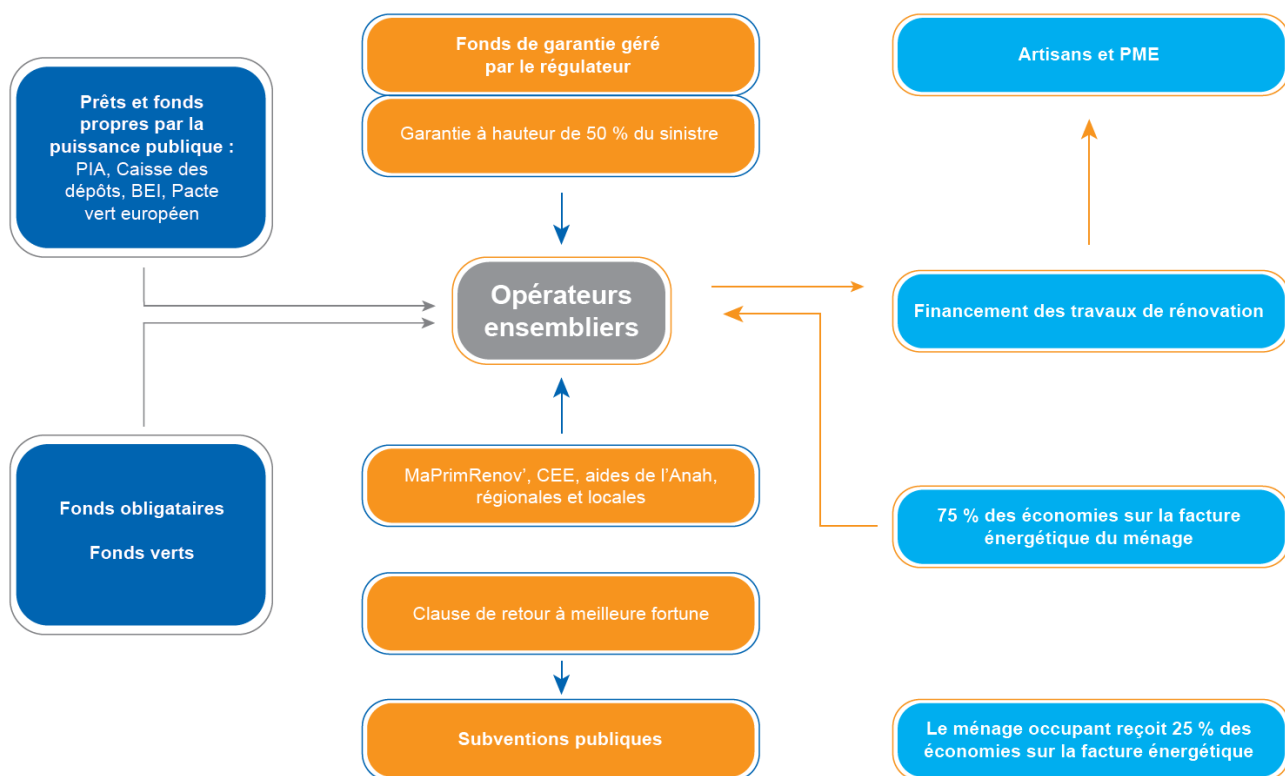 Prêts et fonds
propres par la
puissance publique :
PIA, Caisse des
dépôts, BEI, Pacte
vert européen
Fonds obligataires
Fonds verts
Fonds de garantie géré
par le régulateur
Garantie à hauteur de 50 % du sinistre
Opérateurs
ensembliers
MaPrimRenov’, CEE, aides de l’Anah,
régionales et locales
Clause de retour à meilleure fortune
Subventions publiques
Artisans et PME
Financement des travaux de rénovation
75 % des économies sur la facture
énergétique du ménage
Le ménage occupant reçoit 25 % des
économies sur la facture énergétique